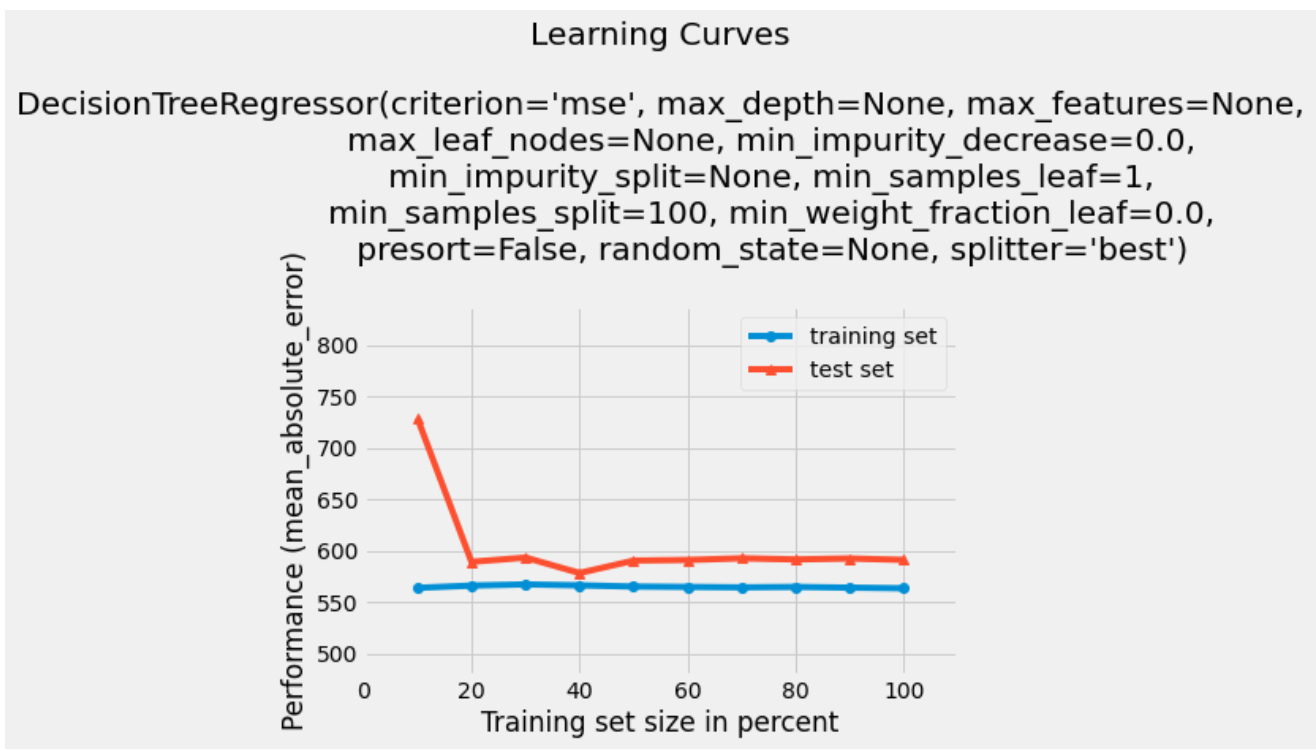 Learning Curves
DecisionTreeRegressor(criterion='mse', max_depth=None, max_features=None,
max_leaf_nodes=None, min_impurity_decrease=0.0,
min_impurity_split=None, min_samples_leaf=1,
min_samples_split=100, min_weight_fraction_leaf=0.0,
presort=False, random_state=None, splitter='best')
Performance (mean_absolute_error)
training set
test set
800
750
700
650
600
550
500
0 20 40 60 80 100
Training set size in percent